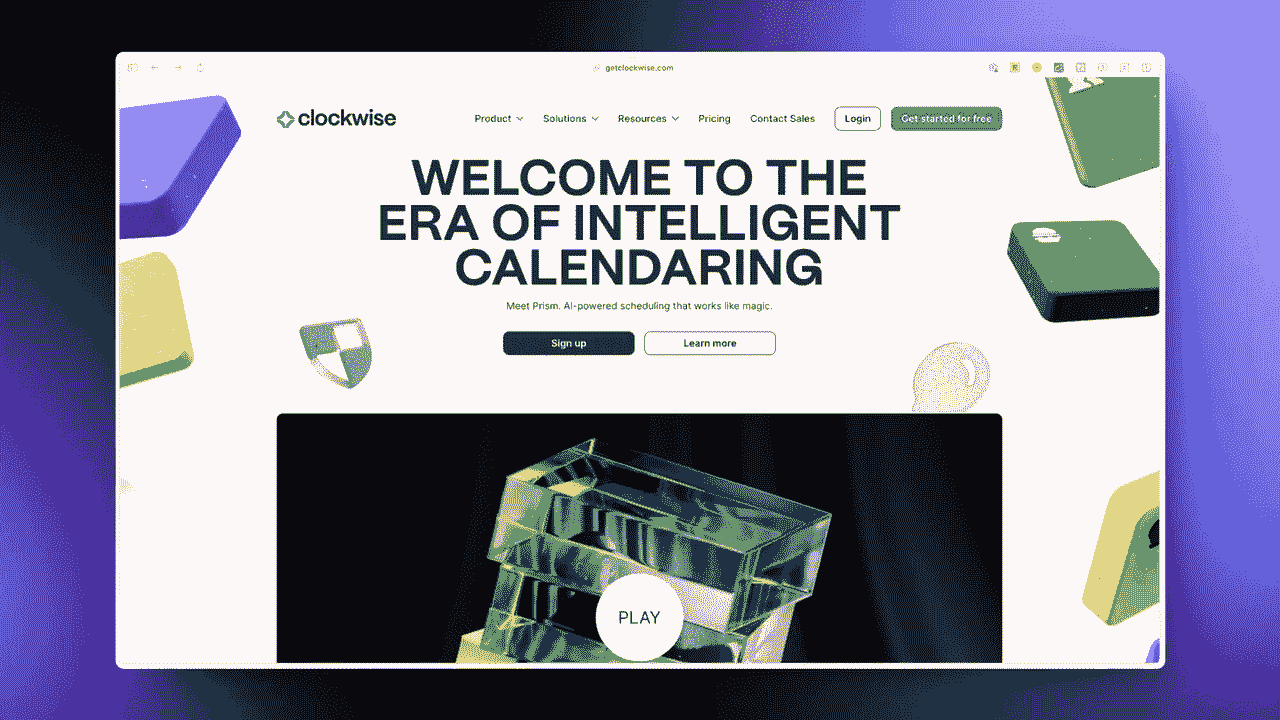 getclockwise.com
clockwise
Product
Solutions
Resources
Pricing
Contact Sales
Login
Get started for free
WELCOME TO THE
ERA OF INTELLIGENT
CALENDARING
Meet Prism. AI-powered scheduling that works like magic.
Sign up
Learn more
PLAY